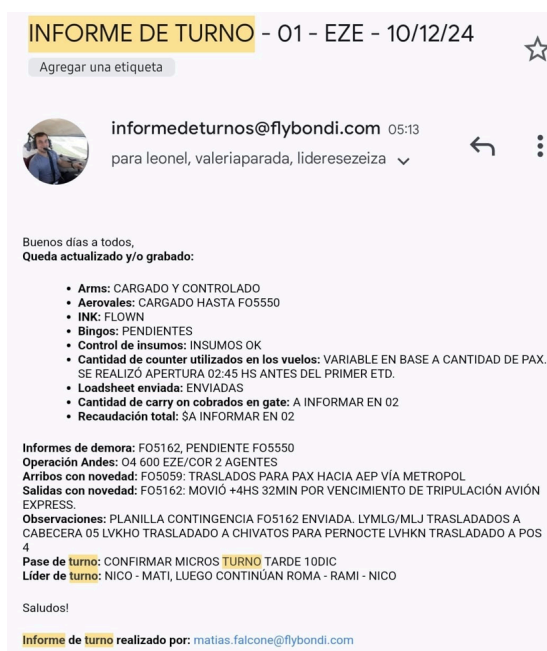 INFORME DE TURNO - 01 - EZE - 10/12/24
Agregar una etiqueta
informedeturnos@flybondi.com 05:13
para leonel, valeriaparada, lideresezeiza
Buenos días a todos,
Queda actualizado y/o grabado:
• Arms: CARGADO Y CONTROLADO
• Aerovales: CARGADO HASTA FO5550
• INK: FLOWN
• Bingos: PENDIENTES
• Control de insumos: INSUMOS OK
• Cantidad de counter utilizados en los vuelos: VARIABLE EN BASE A CANTIDAD DE PAX.
SE REALIZÓ APERTURA 02:45 HS ANTES DEL PRIMER ETD.
• Loadsheet enviada: ENVIADAS
• Cantidad de carry on cobrados en gate: A INFORMAR EN 02
• Recaudación total: $A INFORMAR EN 02
Informes de demora: FO5162, PENDIENTE FO5550
Operación Andes: O4 600 EZE/COR 2 AGENTES
Arribos con novedad: FO5059: TRASLADOS PARA PAX HACIA AEP VÍA METROPOL
Salidas con novedad: FO5162: MOVIÓ +4HS 32MIN POR VENCIMIENTO DE TRIPULACIÓN AVIÓN
EXPRESS.
Observaciones: PLANILLA CONTINGENCIA FO5162 ENVIADA. LYMLG/MLJ TRASLADADOS A
CABECERA 05 LVKHO TRASLADADO A CHIVATOS PARA PERNOCTE LVHKN TRASLADADO A POS
4
Pase de turno: CONFIRMAR MICROS TURNO TARDE 10DIC
Líder de turno: NICO - MATI, LUEGO CONTINÚAN ROMA - RAMI - NICO
Saludos!
Informe de turno realizado por: matias.falcone@flybondi.com